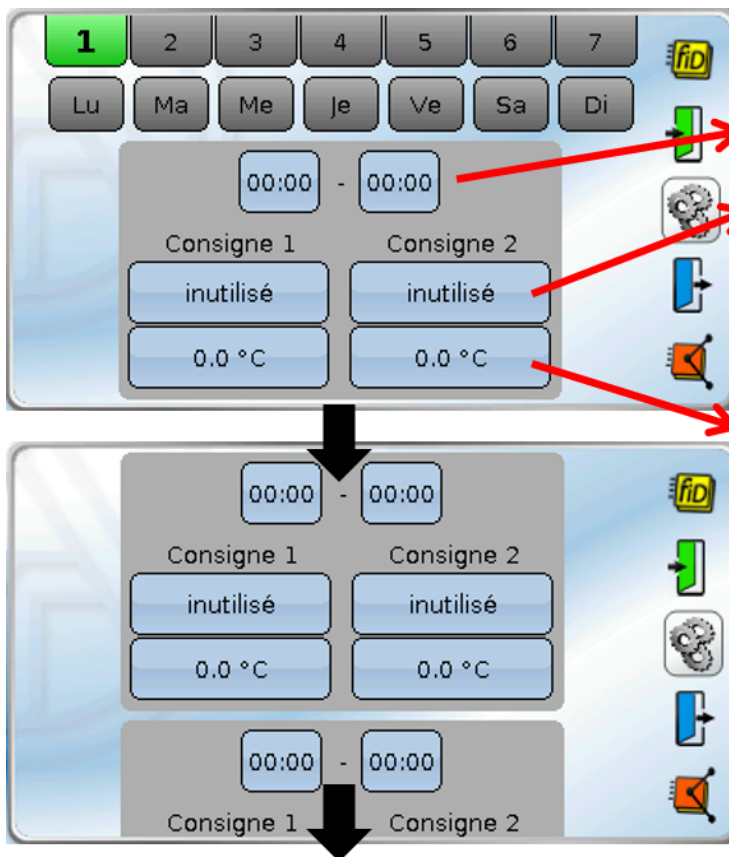 1 2 3 4 5 6 7
Lu Ma Me Je Ve Sa Di
fiD
00:00 - 00:00
Consigne 1 Consigne 2
inutilisé inutilisé
0.0 °C 0.0 °C
00:00 - 00:00
fiD
Consigne 1 Consigne 2
inutilisé inutilisé
0.0 °C 0.0 °C
00:00 - 00:00
Consigne 1 Consigne 2